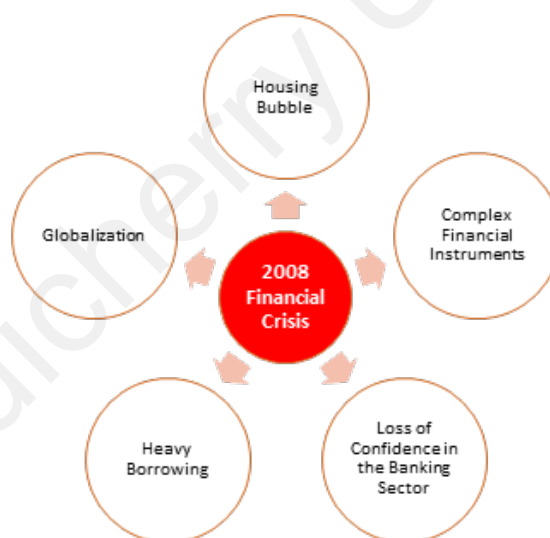 Housing
Bubble
Globalization
Complex
Financial
Instruments
2008
Financial
Crisis
Heavy
Borrowing
Loss of
Confidence in
the Banking
Sector